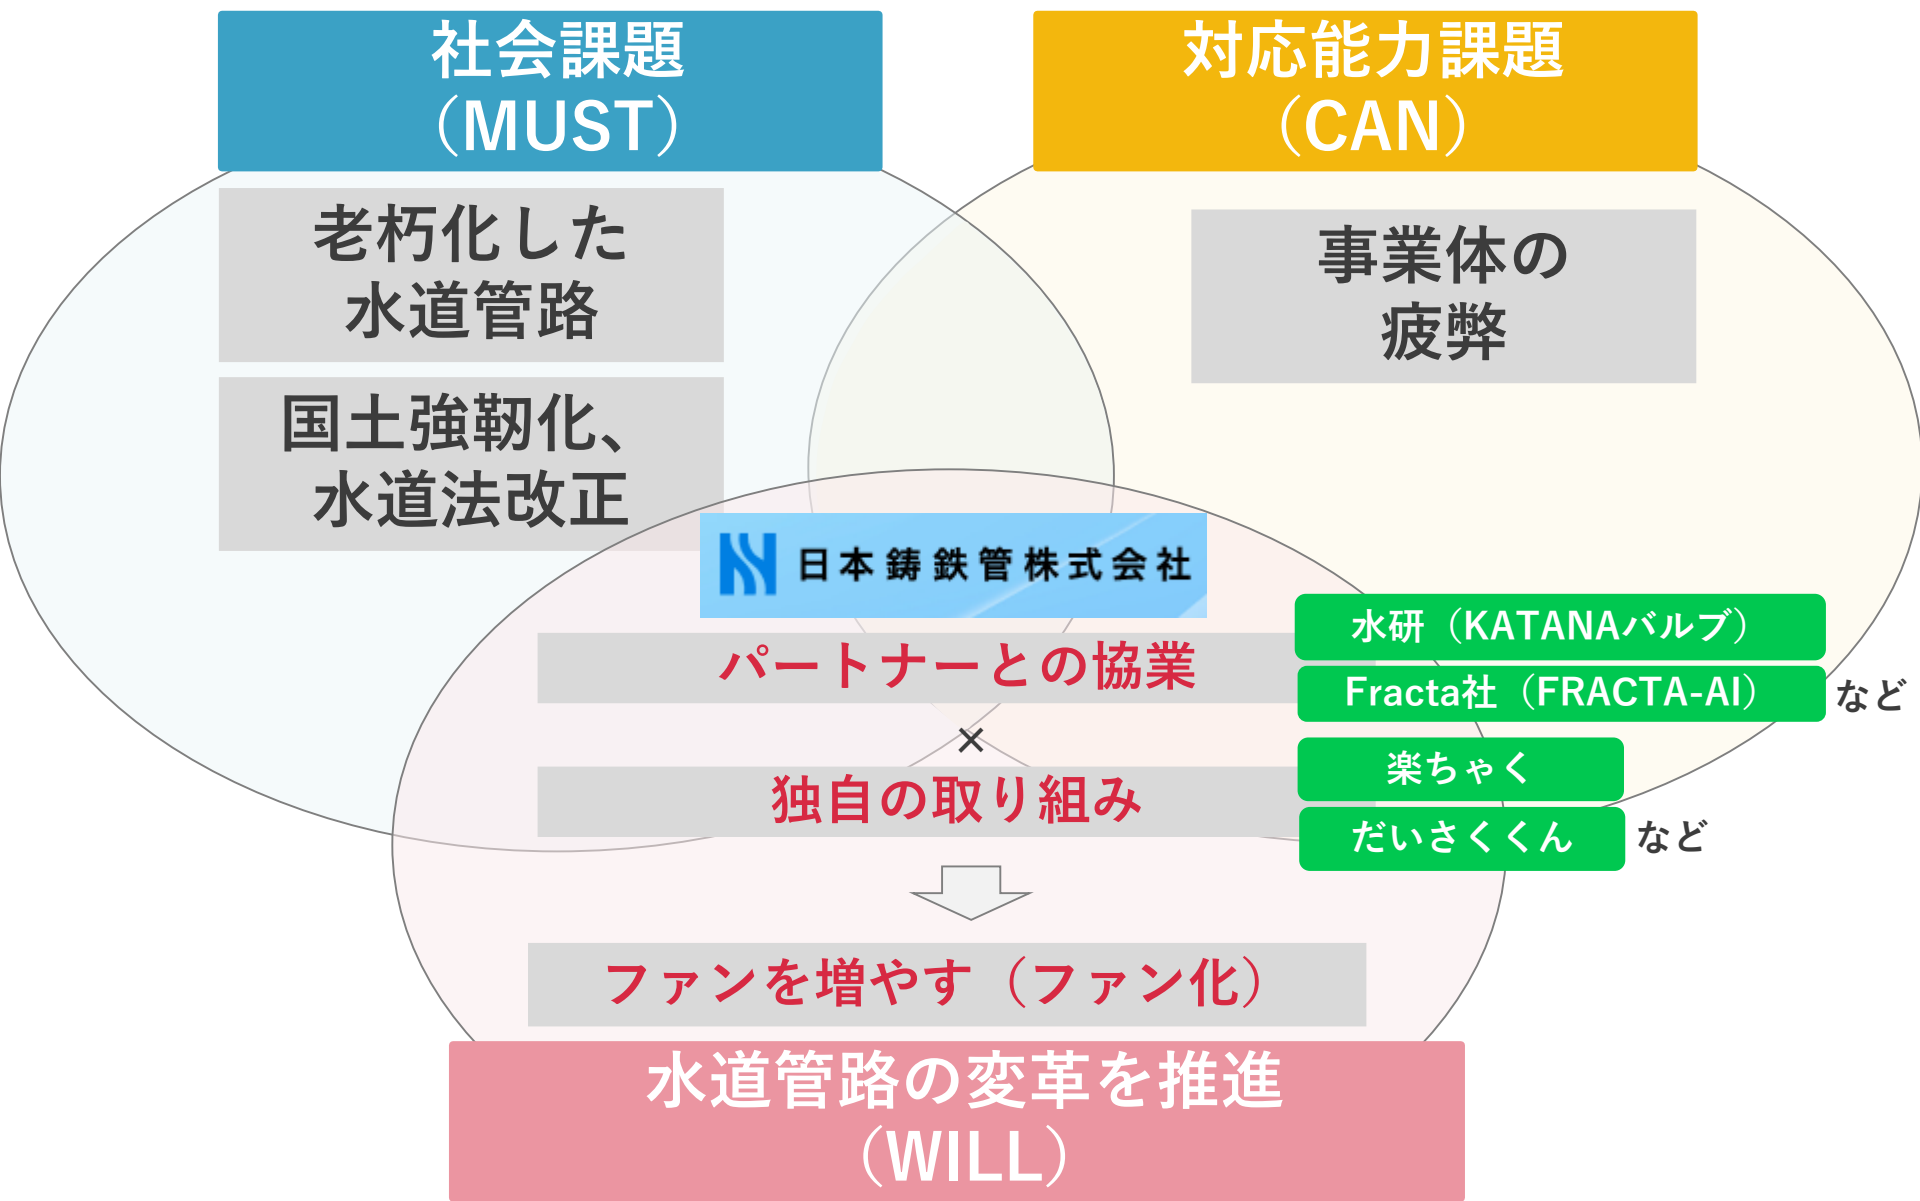 社会課題
（MUST）
対応能力課題
（CAN）
老朽化した
水道管路
国土強靭化、
水道法改正
事業体の
疲弊
日本鋳鉄管株式会社
パートナーとの協業
水研（KATANAバルブ）
Fracta社（FRACTA-AI）
など
×
独自の取り組み
楽ちゃく
だいさくくん
など
ファンを増やす（ファン化）
水道管路の変革を推進
（WILL）